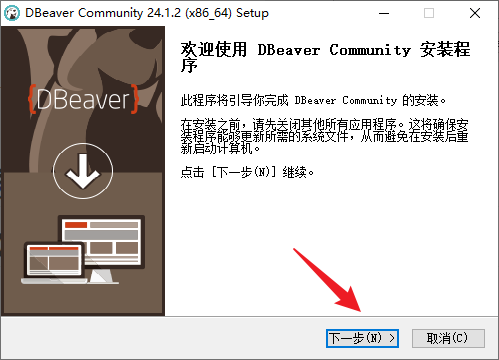 DBeaver Community 24.1.2 (x86_64) Setup
欢迎使用 DBeaver Community 安装程
序
{DBeaver}
此程序将引导你完成 DBeaver Community 的安装。
在安装之前,请先关闭其他所有应用程序。这将确保安
装程序能够更新所需的系统文件,从而避免在安装后重
新启动计算机。
点击 [下一步(N)] 继续。
下一步(N) >
取消(C)